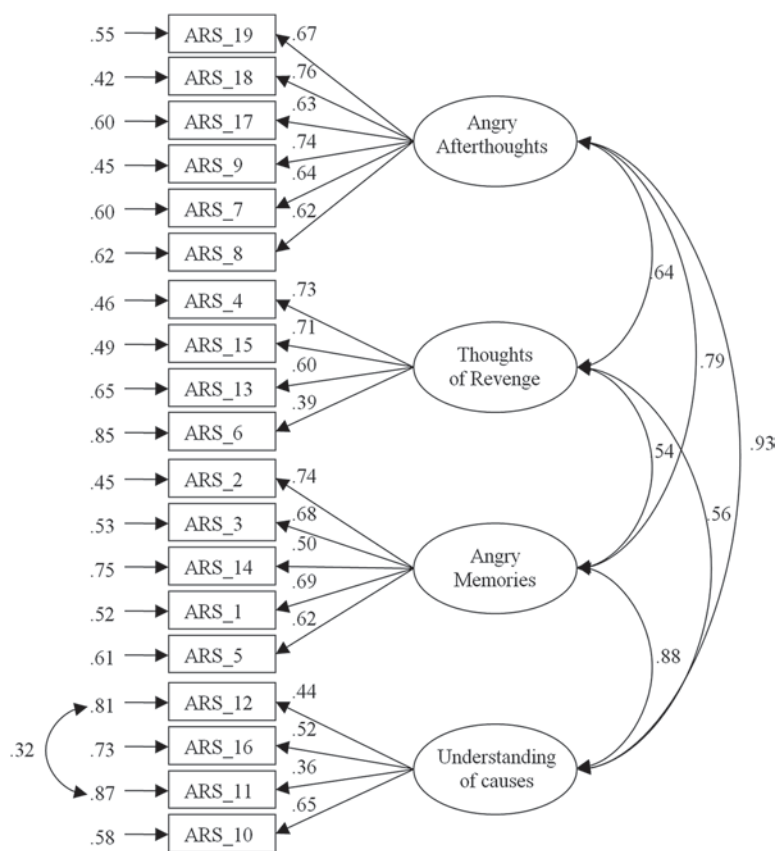 .55 ARS_19 .67
.42 ARS_18 .76
.60 ARS_17 .63
.45 ARS_9 .74
.60 ARS_7 .64
.62 ARS_8 .62
Angry
Afterthoughts
.46 ARS_4 .73
.49 ARS_15 .71
.65 ARS_13 .60
.85 ARS_6 .39
Thoughts
of Revenge
.64
.79
.93
.45 ARS_2 .74
.53 ARS_3 .68
.75 ARS_14 .50
.52 ARS_1 .69
.61 ARS_5 .62
Angry
Memories
.54
.56
.88
.81 ARS_12 .44
.73 ARS_16 .52
.87 ARS_11 .36
.58 ARS_10 .65
.32
Understanding
of causes